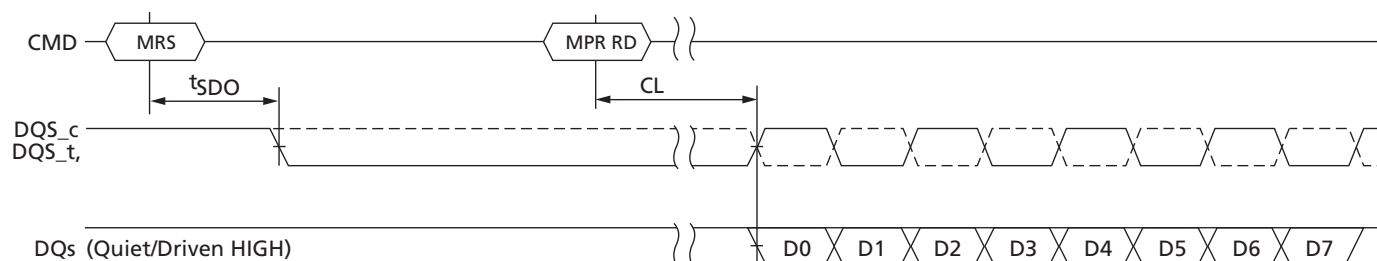 CMD MRS MPR RD
tSDO CL
DQS_c
DQS_t,
DQs (Quiet/Driven HIGH) D0 D1 D2 D3 D4 D5 D6 D7